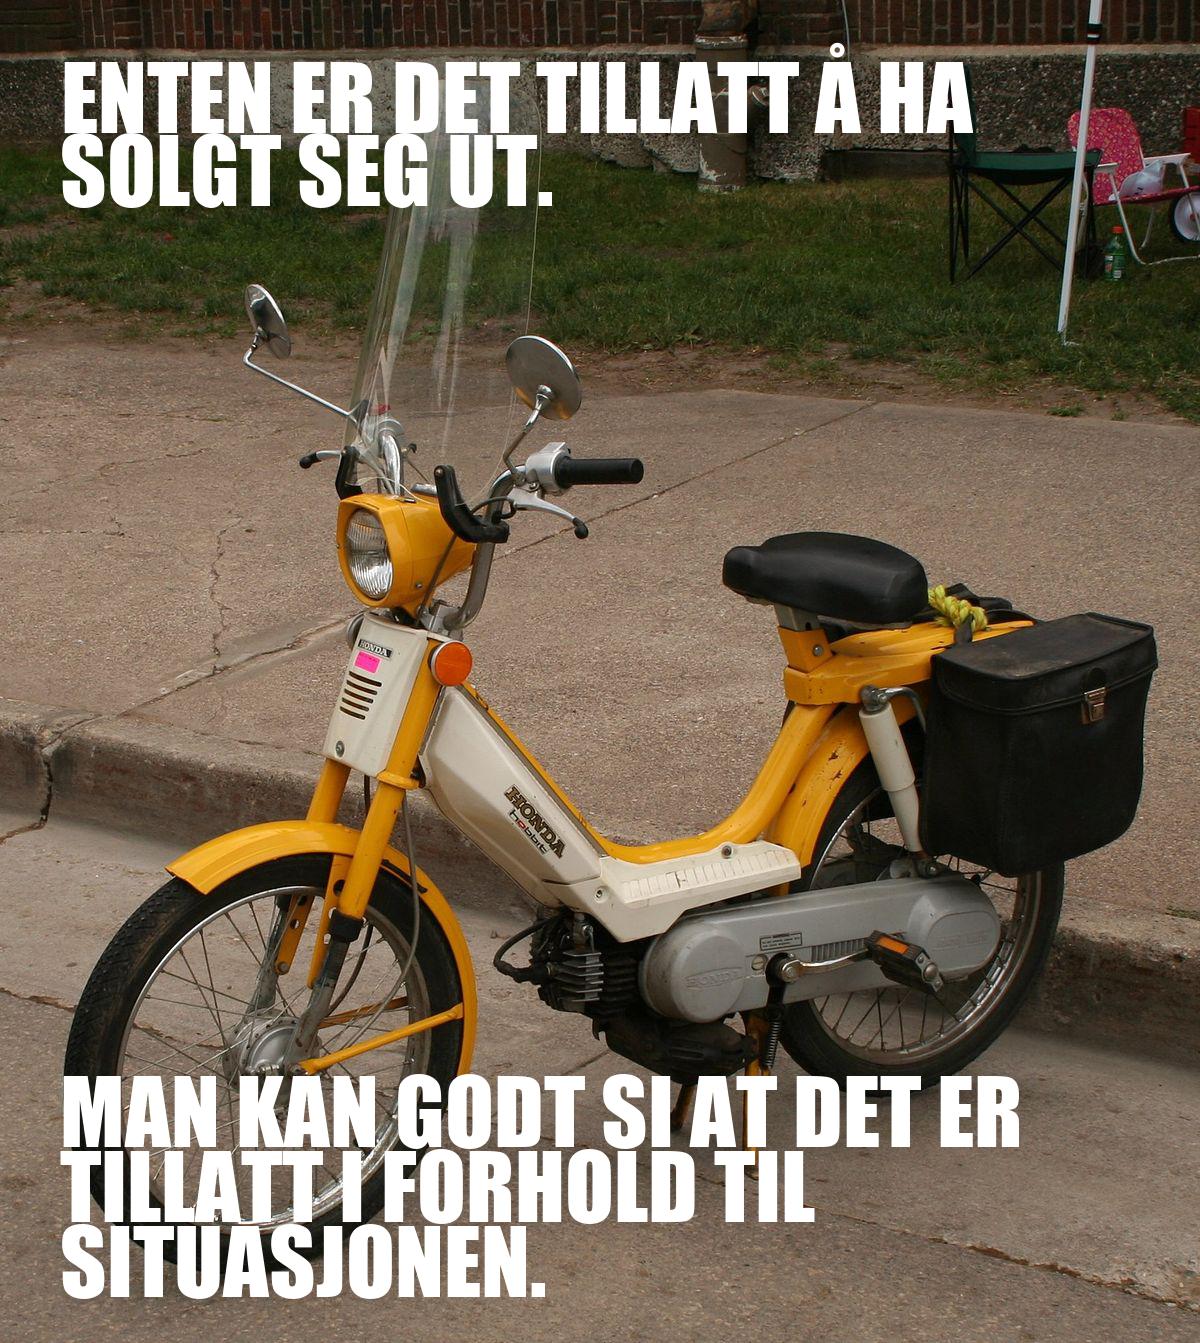 ENTEN ER DET TILLATT Å HA
SOLGT SEG UT.
HONDA
HONDA
hobbit
HONDA
MAN KAN GODT SI AT DET ER
TILLATT I FORHOLD TIL
SITUASJONEN.